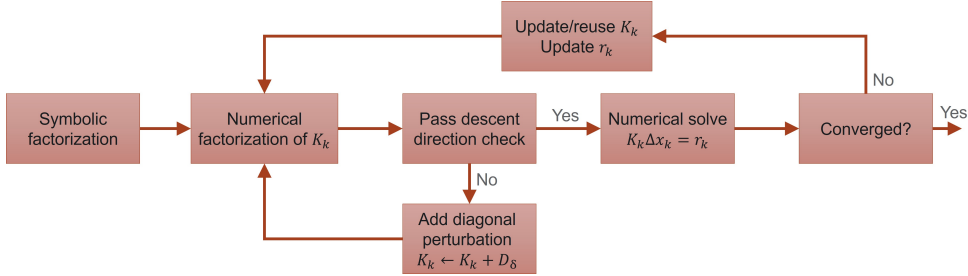 Update/reuse K_k
Update r_k
No
Symbolic
factorization
Numerical
factorization of K_k
Pass descent
direction check
Yes
Numerical solve
K_kΔx_k = r_k
Converged?
Yes
No
Add diagonal
perturbation
K_k ← K_k + D_δ